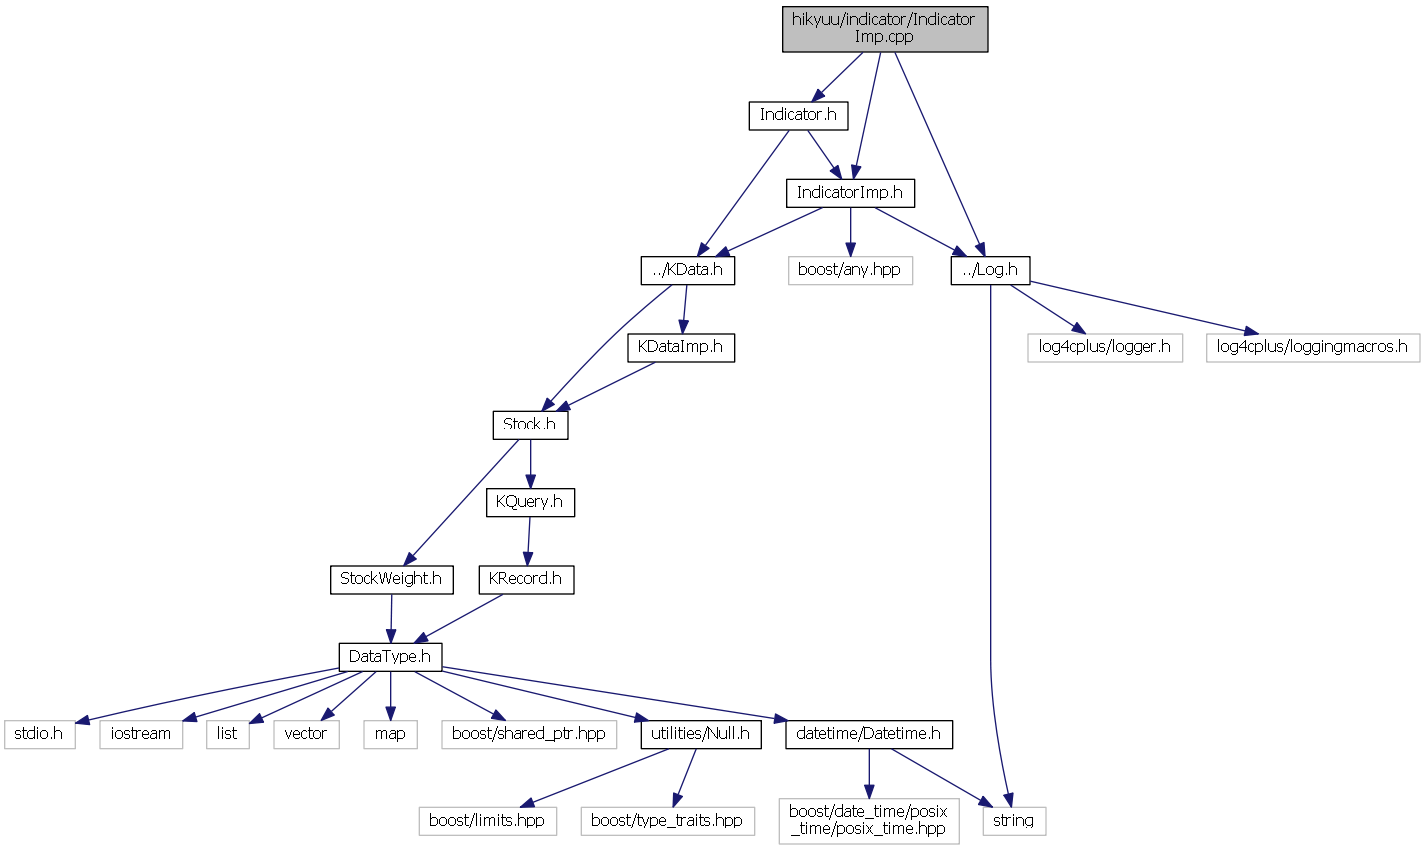 hikyuu/indicator/Indicator
Imp.cpp
Indicator.h
IndicatorImp.h
../KData.h
boost/any.hpp
../Log.h
KDataImp.h
log4cplus/logger.h
log4cplus/loggingmacros.h
Stock.h
KQuery.h
StockWeight.h
KRecord.h
DataType.h
stdio.h
iostream
list
vector
map
boost/shared_ptr.hpp
utilities/Null.h
datetime/Datetime.h
boost/limits.hpp
boost/type_traits.hpp
boost/date_time/posix
_time/posix_time.hpp
string